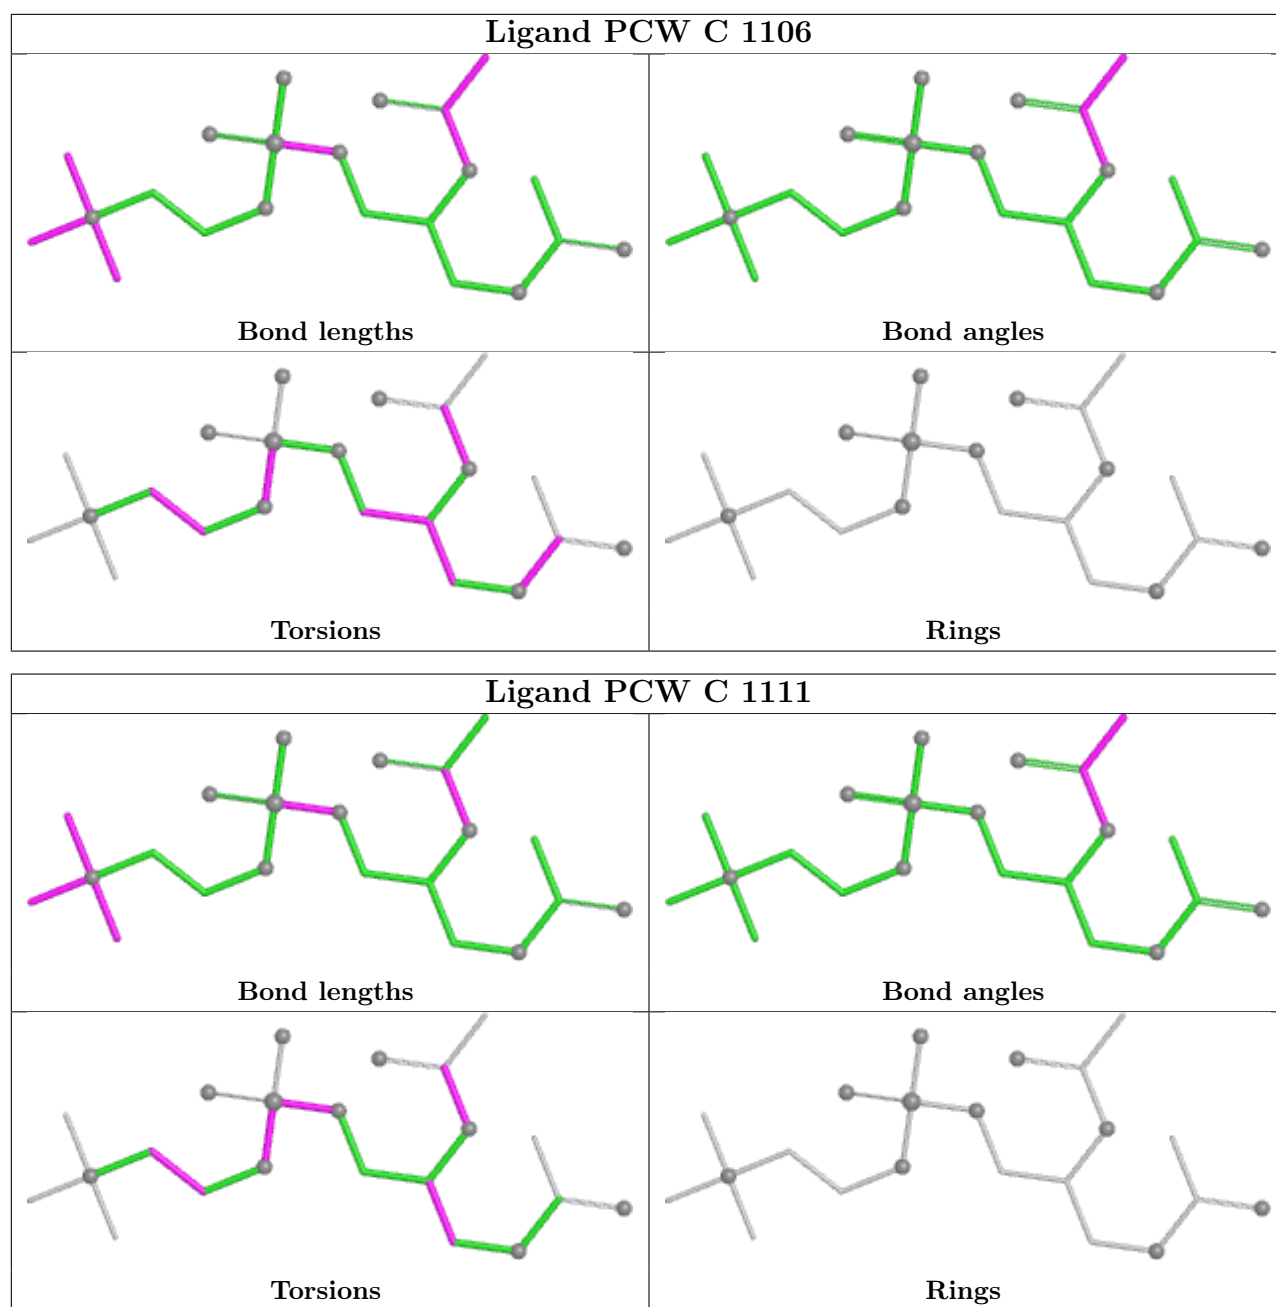 Ligand PCW C 1106
Bond lengths
Bond angles
Torsions
Rings
Ligand PCW C 1111
Bond lengths
Bond angles
Torsions
Rings